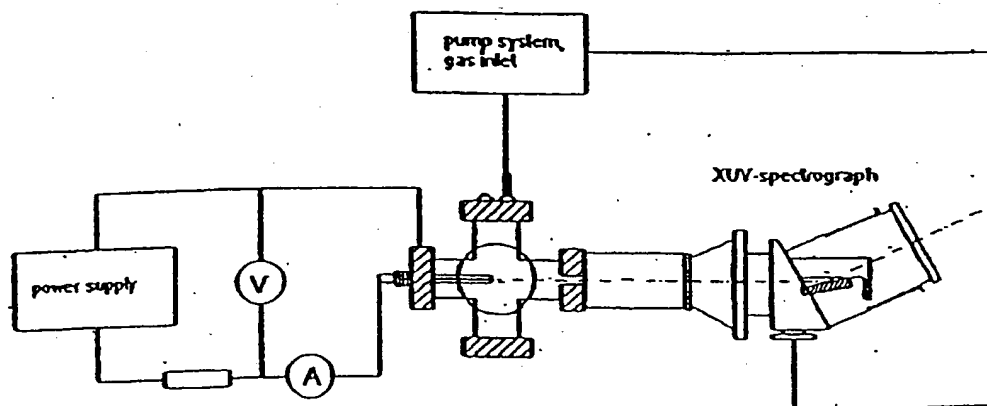 pump system,
gas inlet
XUV-spectrograph
power supply
V
A